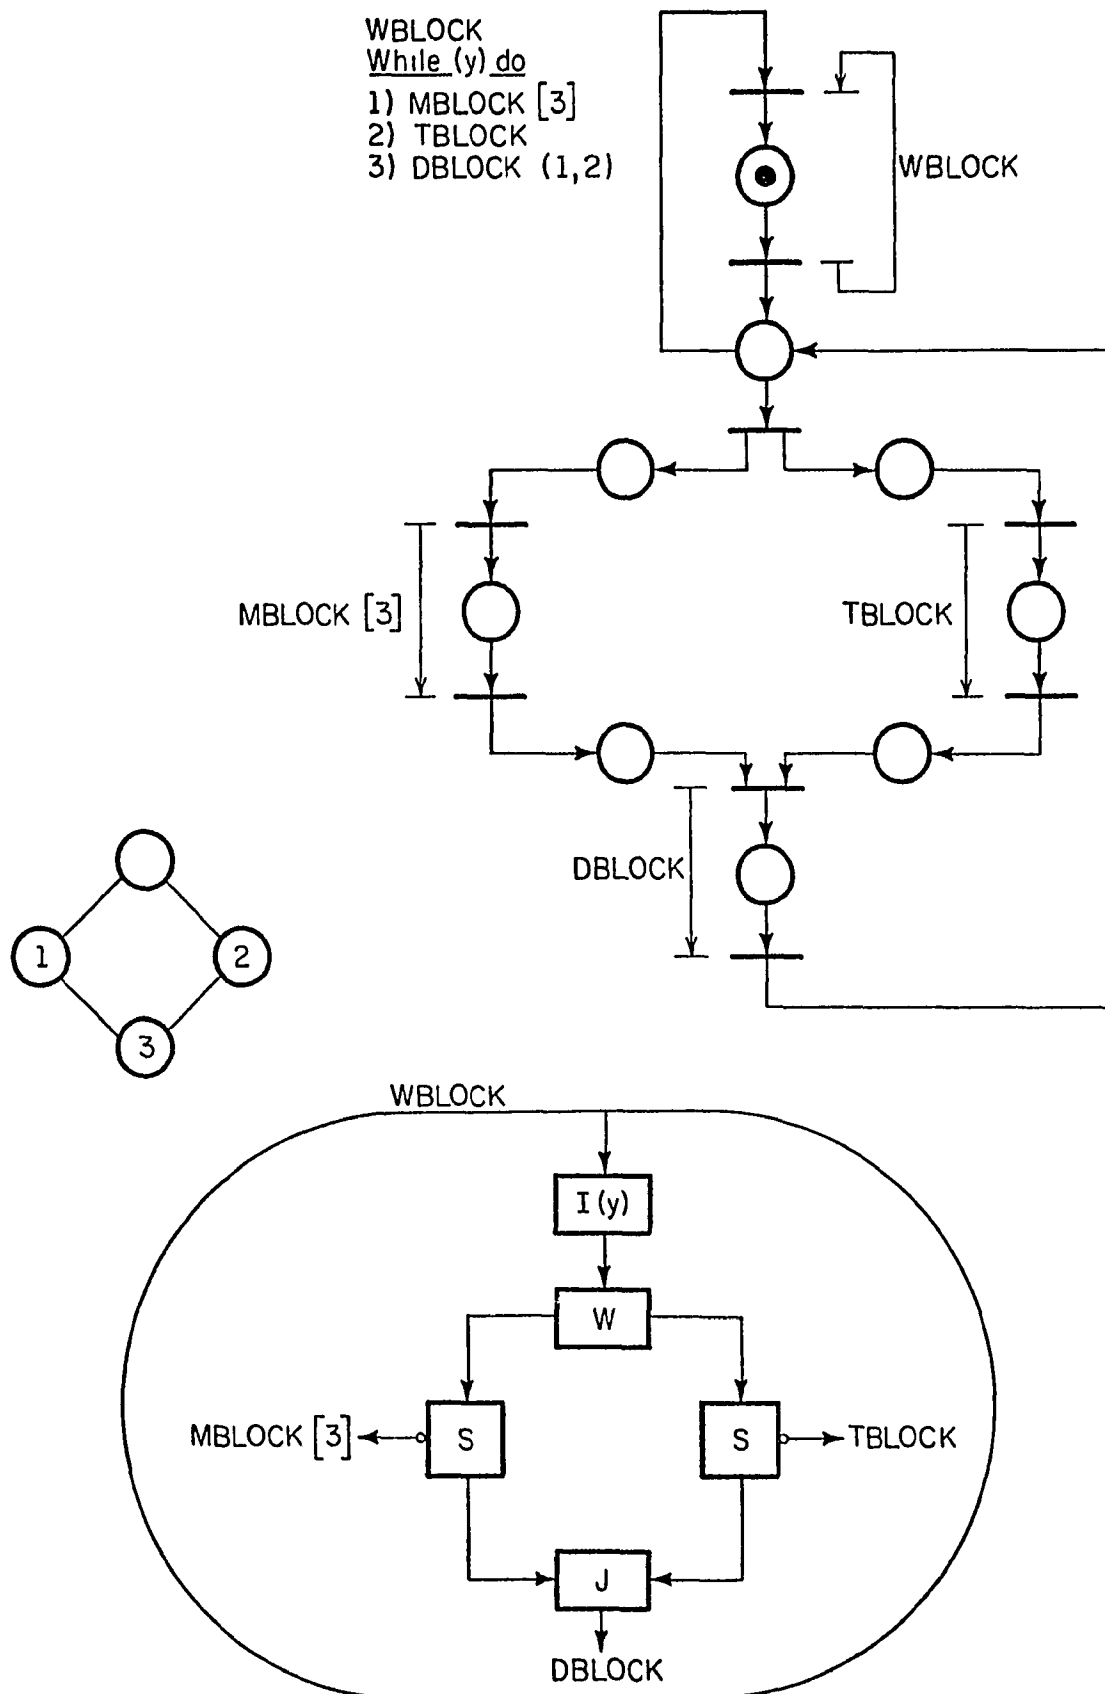 WBLOCK
While (y) do
1) MBLOCK [3]
2) TBLOCK
3) DBLOCK (1,2)
WBLOCK
MBLOCK [3]
TBLOCK
DBLOCK
1
2
3
WBLOCK
I (y)
W
MBLOCK [3]
S
S
TBLOCK
J
DBLOCK